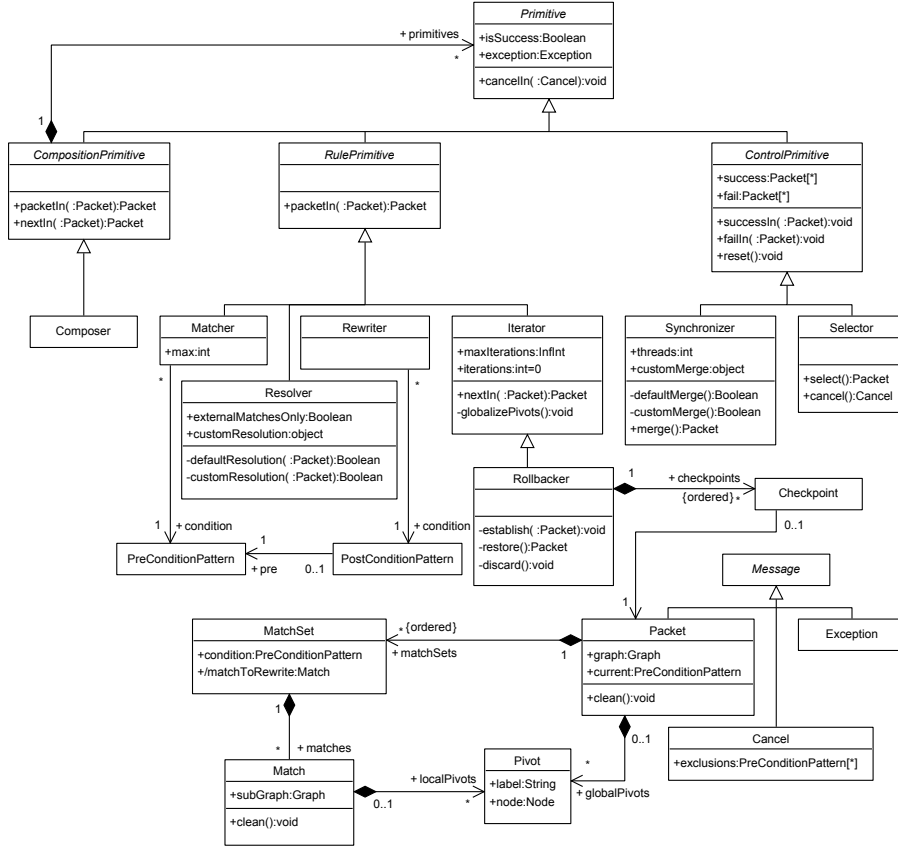 Primitive
+isSuccess:Boolean
+exception:Exception
+cancelIn( :Cancel):void
+ primitives
*
1
CompositionPrimitive
+packetIn( :Packet):Packet
+nextIn( :Packet):Packet
RulePrimitive
+packetIn( :Packet):Packet
ControlPrimitive
+success:Packet[*]
+fail:Packet[*]
+successIn( :Packet):void
+failIn( :Packet):void
+reset():void
Composer
Matcher
+max:int
*
Rewriter
*
Resolver
+externalMatchesOnly:Boolean
+customResolution:object
-defaultResolution( :Packet):Boolean
-customResolution( :Packet):Boolean
Iterator
+maxIterations:InfInt
+iterations:int=0
+nextIn( :Packet):Packet
-globalizePivots():void
Synchronizer
+threads:int
+customMerge:object
-defaultMerge():Boolean
-customMerge():Boolean
+merge():Packet
Selector
+select():Packet
+cancel():Cancel
Rollbacker
-establish( :Packet):void
-restore():Packet
-discard():void
1
+ checkpoints
{ordered}
*
Checkpoint
0..1
1
1
+ condition
1
+ condition
PreConditionPattern
1
+ pre
0..1
PostConditionPattern
Message
Exception
MatchSet
+condition:PreConditionPattern
+/matchToRewrite:Match
*
{ordered}
+ matchSets
1
Packet
+graph:Graph
+current:PreConditionPattern
+clean():void
Cancel
+exclusions:PreConditionPattern[*]
1
*
+ matches
Match
+subGraph:Graph
+clean():void
0..1
+ localPivots
*
Pivot
+label:String
+node:Node
0..1
*
+ globalPivots